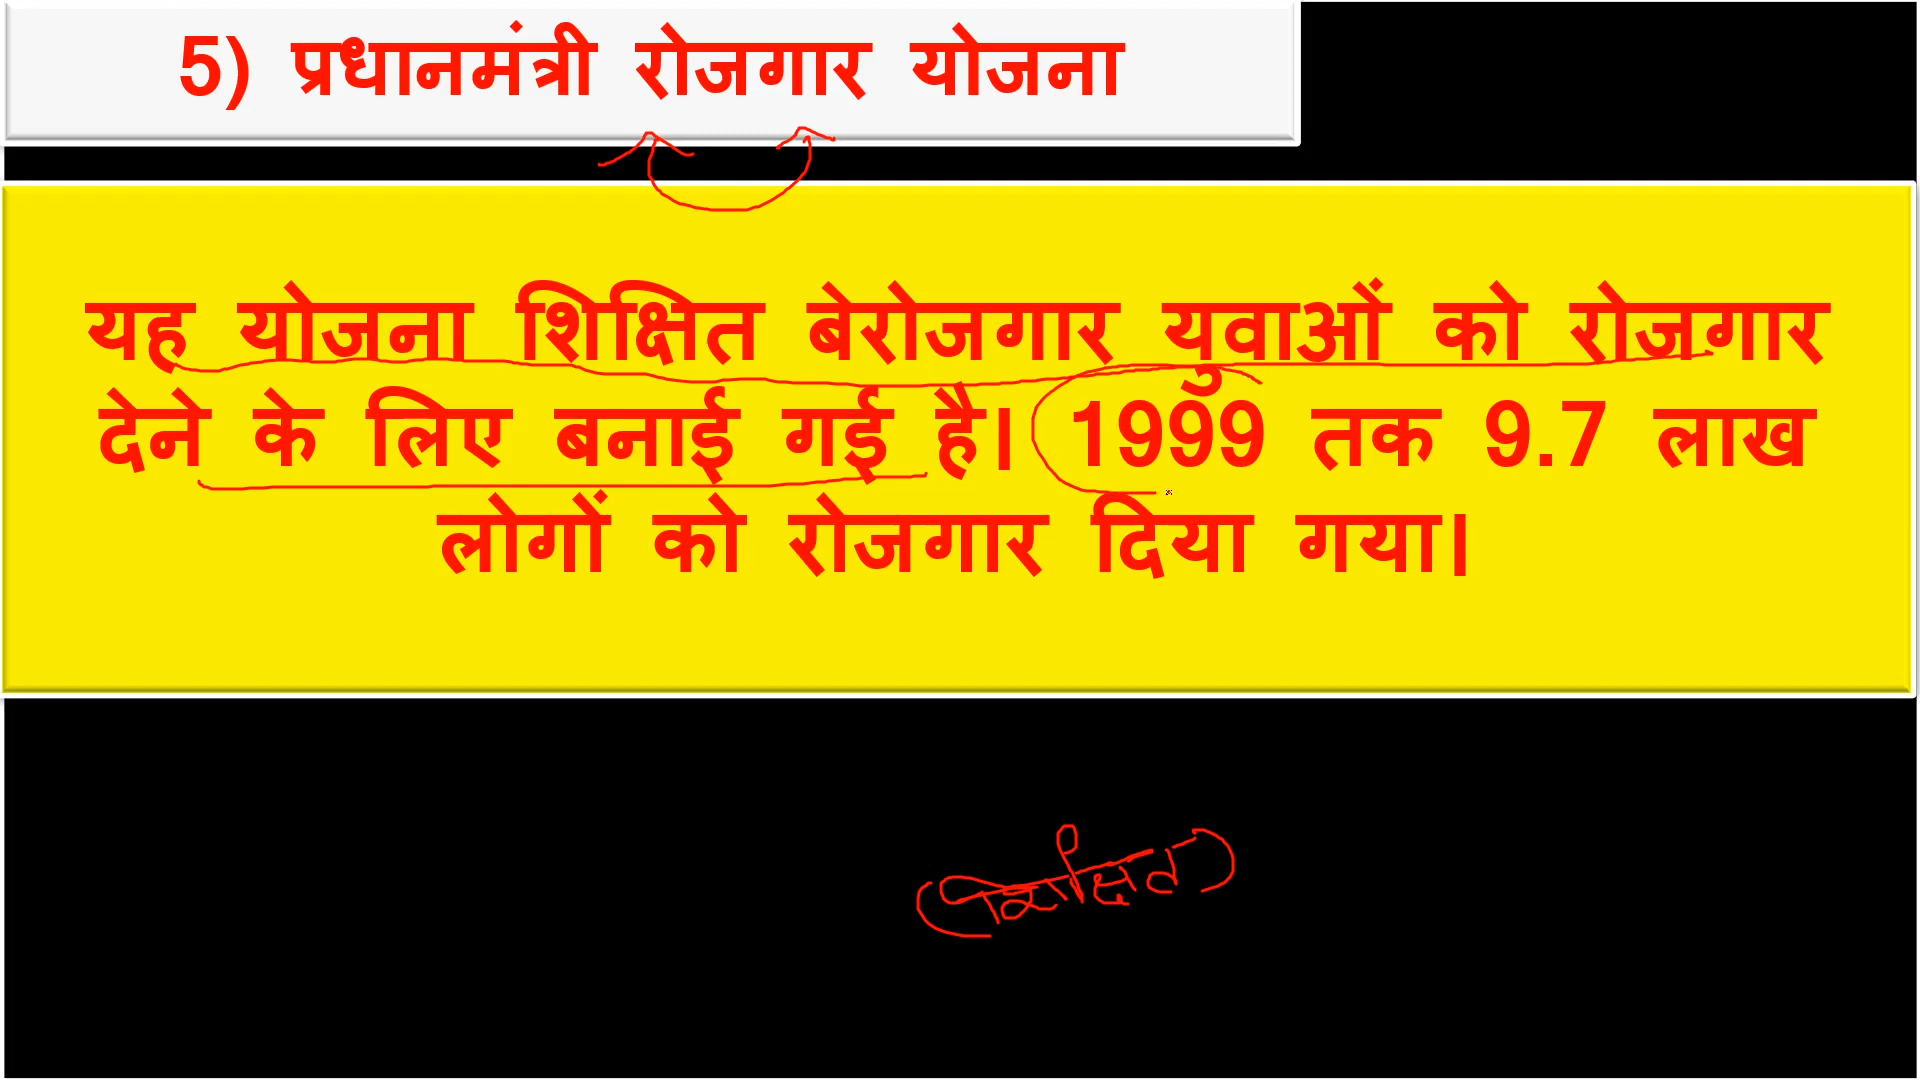 5) प्रधानमंत्री रोजगार योजना
यह योजना शिक्षित बेरोजगार युवाओं को रोजगार
देने के लिए बनाई गई है। 1999 तक 9.7 लाख
लोगों को रोजगार दिया गया।
शिक्षित